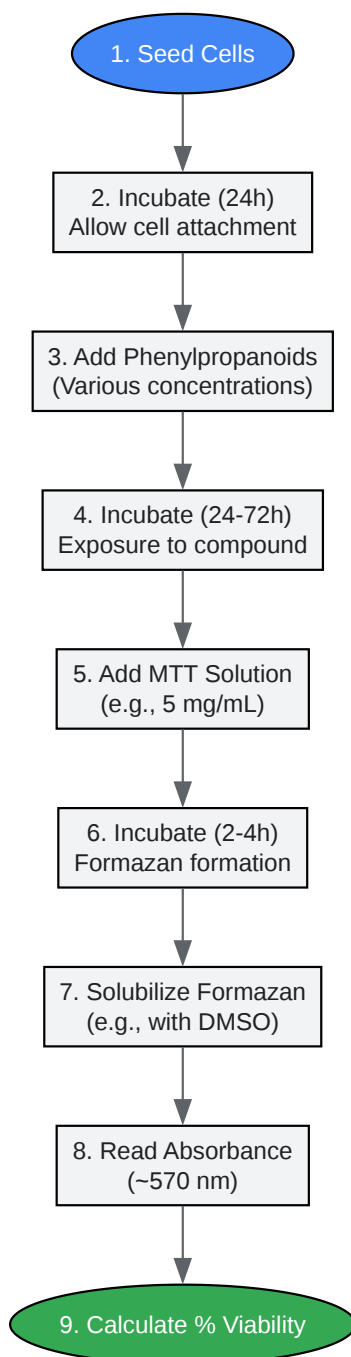 1. Seed Cells
2. Incubate (24h)
Allow cell attachment
3. Add Phenylpropanoids
(Various concentrations)
4. Incubate (24-72h)
Exposure to compound
5. Add MTT Solution
(e.g., 5 mg/mL)
6. Incubate (2-4h)
Formazan formation
7. Solubilize Formazan
(e.g., with DMSO)
8. Read Absorbance
(~570 nm)
9. Calculate % Viability